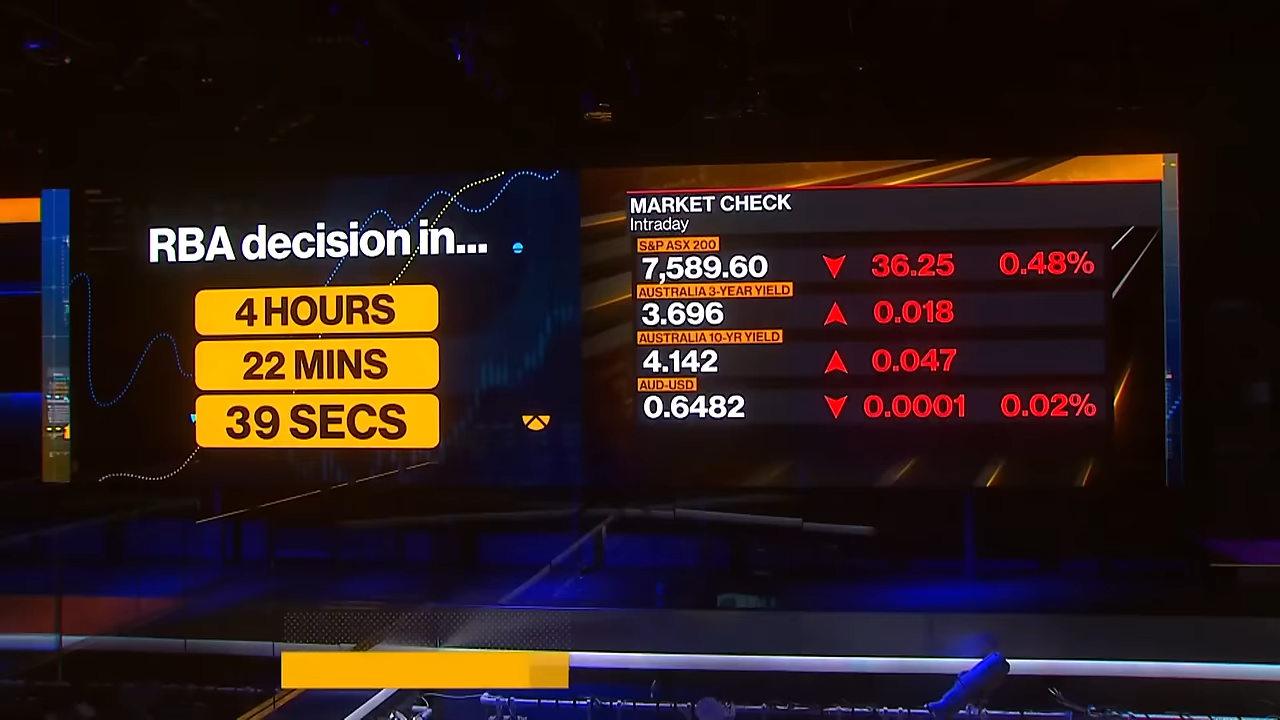 RBA decision in...
4 HOURS
22 MINS
39 SECS
MARKET CHECK
Intraday
S&P ASX 200
7,589.60 ▼ 36.25 0.48%
AUSTRALIA 3-YEAR YIELD
3.696 ▲ 0.018
AUSTRALIA 10-YR YIELD
4.142 ▲ 0.047
AUD-USD
0.6482 ▼ 0.0001 0.02%